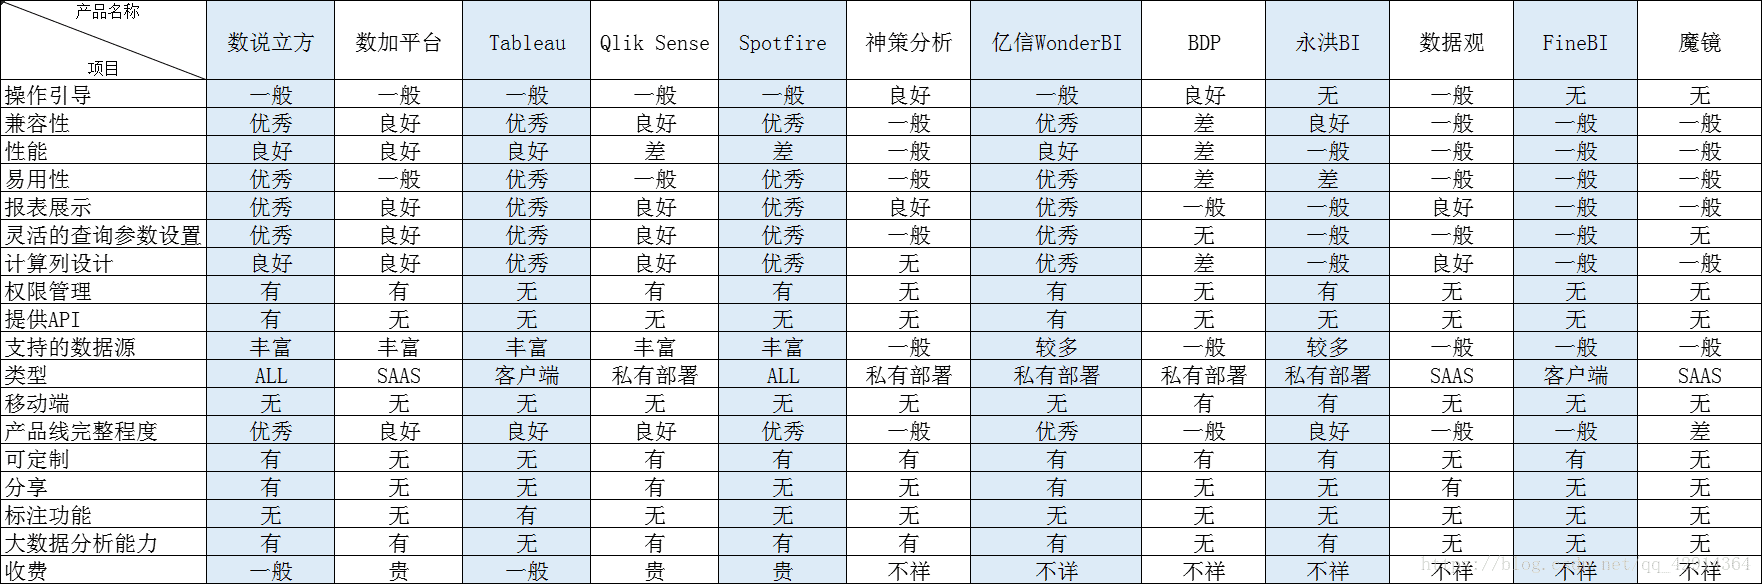 产品名称
项目 数说立方 数加平台 Tableau Qlik Sense Spotfire 神策分析 亿信WonderBI BDP 永洪BI 数据观 FineBI 魔镜
操作引导 一般 一般 一般 一般 一般 良好 一般 良好 无 一般 无 无
兼容性 优秀 良好 优秀 良好 优秀 一般 优秀 差 良好 一般 一般 一般
性能 良好 良好 良好 差 差 一般 良好 差 一般 一般 一般 一般
易用性 优秀 一般 优秀 一般 优秀 一般 优秀 差 差 一般 一般 一般
报表展示 优秀 良好 优秀 良好 优秀 良好 优秀 一般 一般 良好 一般 一般
灵活的查询参数设置 优秀 良好 优秀 良好 优秀 一般 优秀 无 一般 一般 一般 无
计算列设计 良好 良好 优秀 良好 优秀 无 优秀 差 一般 良好 一般 一般
权限管理 有 有 无 有 有 无 有 无 有 无 无 无
提供API 有 无 无 无 无 无 有 无 无 无 无 无
支持的数据源 丰富 丰富 丰富 丰富 丰富 一般 较多 一般 较多 一般 一般 一般
类型 ALL SAAS 客户端 私有部署 ALL 私有部署 私有部署 私有部署 私有部署 SAAS 客户端 SAAS
移动端 无 无 无 无 无 无 无 有 有 无 无 无
产品线完整程度 优秀 良好 良好 良好 优秀 一般 优秀 一般 良好 一般 一般 差
可定制 有 无 无 有 有 有 有 有 有 无 有 无
分享 有 无 无 有 无 无 有 无 无 有 无 无
标注功能 无 无 有 无 无 无 无 无 无 无 无 无
大数据分析能力 有 有 无 有 有 有 有 无 有 无 无 无
收费 一般 贵 一般 贵 贵 不祥 不详 不祥 不祥 不祥 不祥 不祥